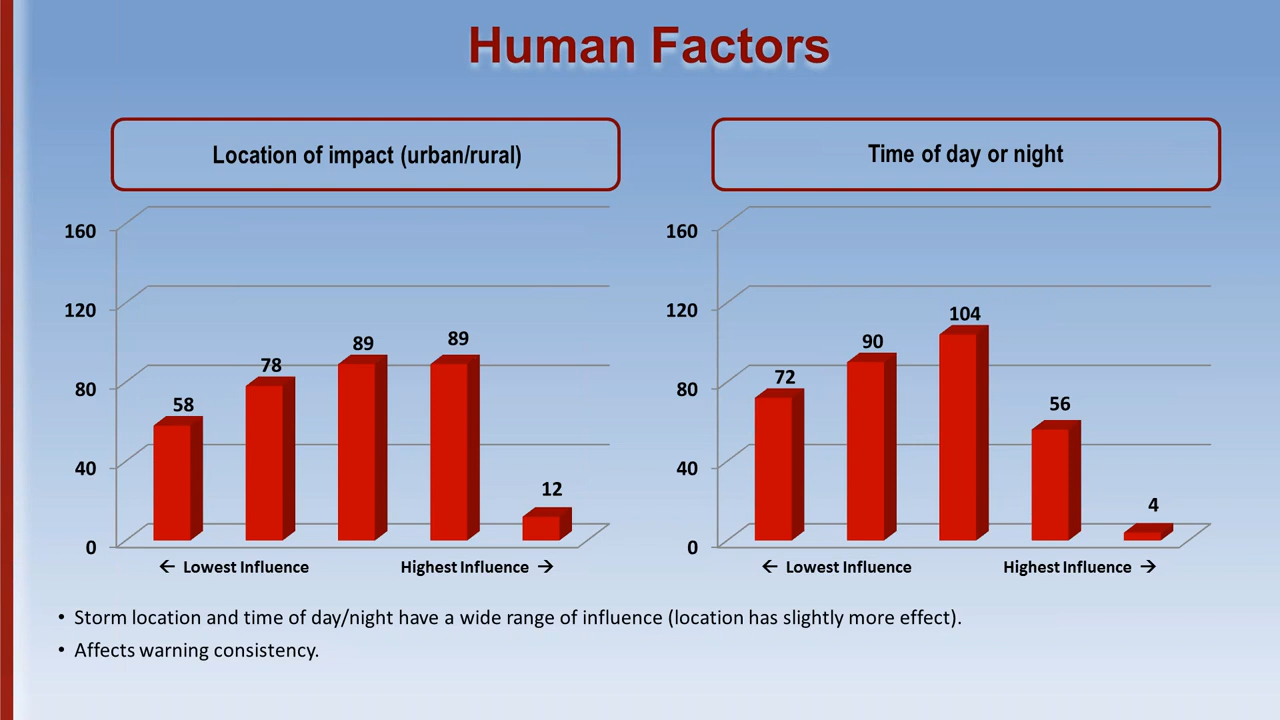 Human Factors
Location of impact (urban/rural)
160
120
80
40
0
58
78
89
89
12
← Lowest Influence
Highest Influence →
Time of day or night
160
120
80
40
0
72
90
104
56
4
← Lowest Influence
Highest Influence →
• Storm location and time of day/night have a wide range of influence (location has slightly more effect).
• Affects warning consistency.